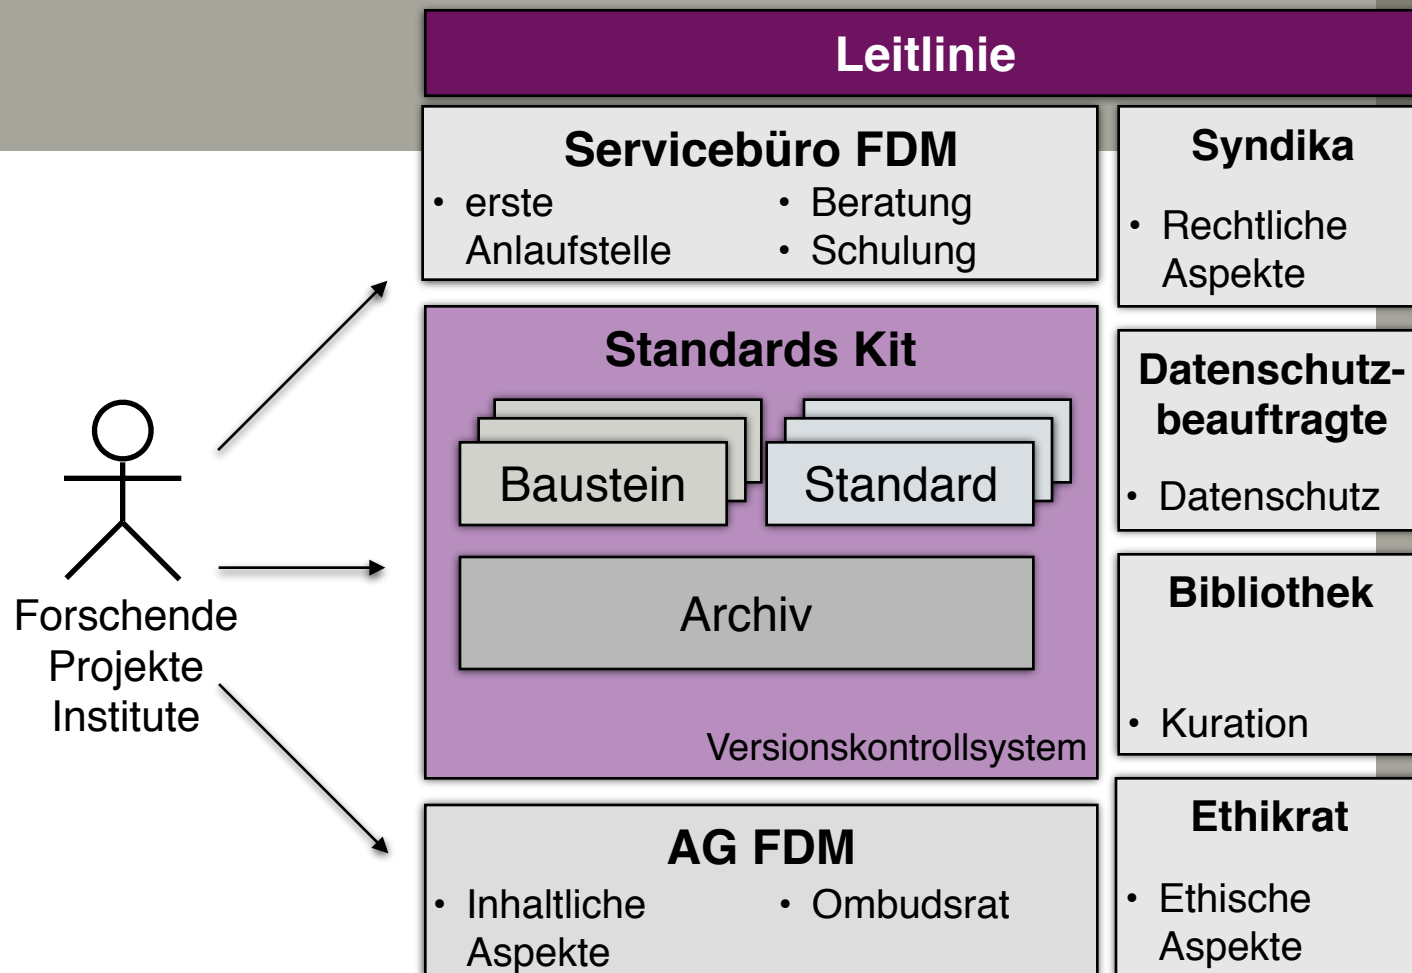 Leitlinie
Servicebüro FDM
• erste
Anlaufstelle
• Beratung
• Schulung
Syndika
• Rechtliche
Aspekte
Standards Kit
Baustein
Standard
Archiv
Versionskontrollsystem
Datenschutz-
beauftragte
• Datenschutz
Bibliothek
• Kuration
Forschende
Projekte
Institute
AG FDM
• Inhaltliche
Aspekte
• Ombudsrat
Ethikrat
• Ethische
Aspekte